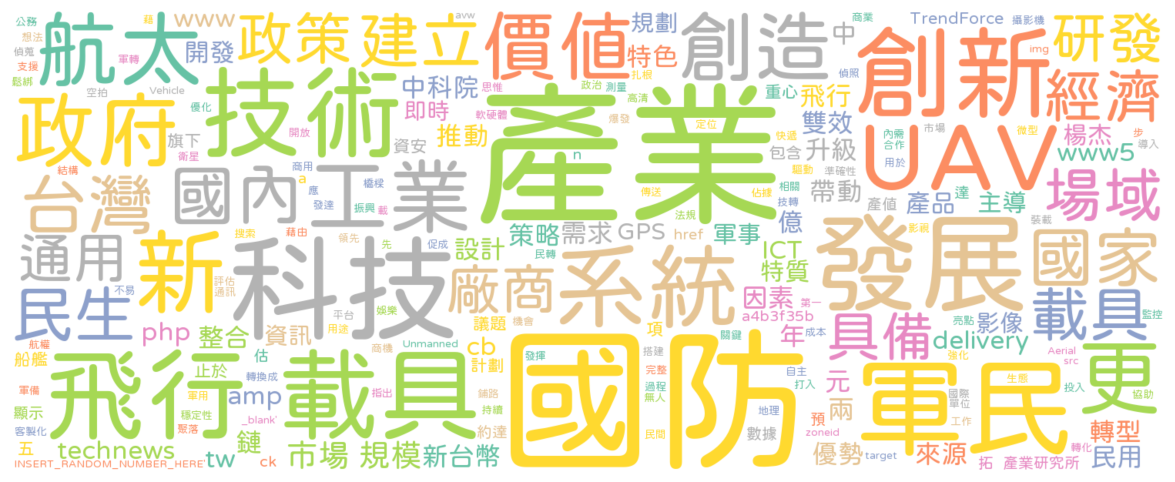 公務 箱 www 政策 建立 avw 價值 創造 規劃 中 TrendForce 攝影機 商業 img 研發
想法 航太 開發 特色 創新
偵蒐 軍轉 支援
鬆綁 空拍 Vehicle 技術 中科院 思惟 產業 扎根 政治 測量 重心 偵照 飛行 經濟
政府 優化 即時 軟硬體 高清 爆發 定位 雙效 UAV
旗下 開放 推動 快遞 內需 合作 市場 微型 步 楊杰 導入
衛星 資安 n 包含 升級 驅動 用於 www5
結構 商用 橋樑 準確性
台灣 國內 a 應 工業 傳送 佔樣 相關 技轉 帶動 產值 達 產品 主導 裝載 場域
發達 振興 藍 法規 億
通用 新 搜索 藉由 領先 先 促成 設計 策略 需求 GPS href 軍事 ICT 影視 發展 國家
民轉 特質
民生 不易 評估 通訊 科技 平台 娛樂 廠商 系統 因素 第一 載具
用途 議題 機會 a4b3f35b 亮點 影像 監控
php 整合 資訊 商機 Unmanned cb 發揮 關鍵 項 年 成本 具備 delivery
航權 船艦 估 計劃 搭建 自主 強化 Aerial src 更
飛行 止於 轉換成 載具 國防 完整 打入 元 軍民 生態 協助
軍備 軍用 amp 指出 鋪路 過程 無人 國際 單位 投入
顯示 穩定性 _blank' 持續 地理 預 兩
客製化 聚落 五 鏈 約達 民間 數據 zoneid 工作 轉型
technews tw 市場 規模 新台幣 優勢 target 來源 轉化 民用
INSERT_RANDOM_NUMBER_HERE' ck 拓 產業研究所